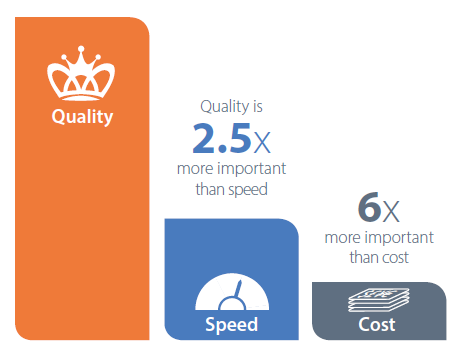 Quality
Quality is
2.5x
more important
than speed
Speed
6x
more important
than cost
Cost